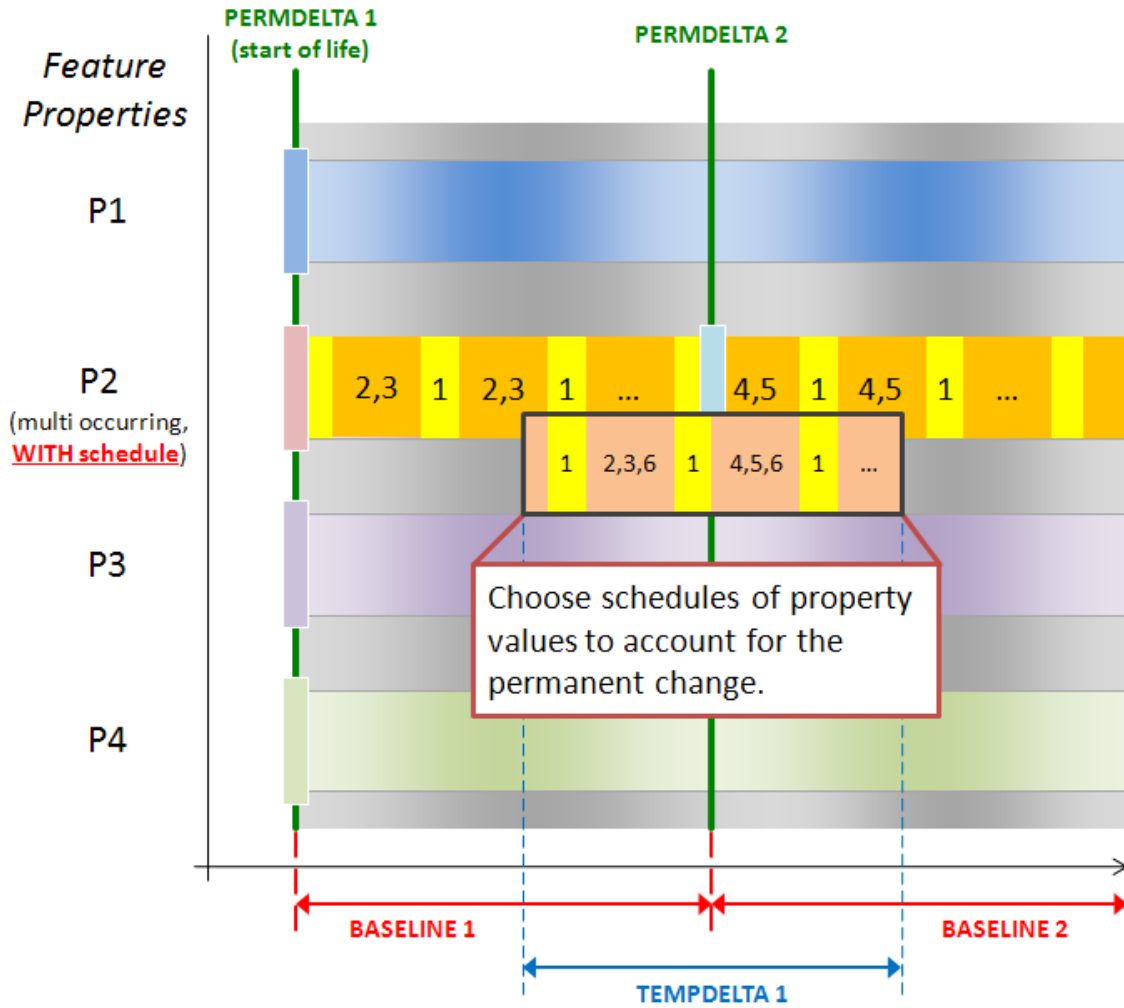 PERMDELTA 1
(start of life)
PERMDELTA 2
Feature
Properties
P1
P2
(multi occurring,
WITH schedule)
2,3 1 2,3 1 ... 4,5 1 4,5 1 ...
1 2,3,6 1 4,5,6 1 ...
P3
Choose schedules of property
values to account for the
permanent change.
P4
BASELINE 1
BASELINE 2
TEMPDELTA 1